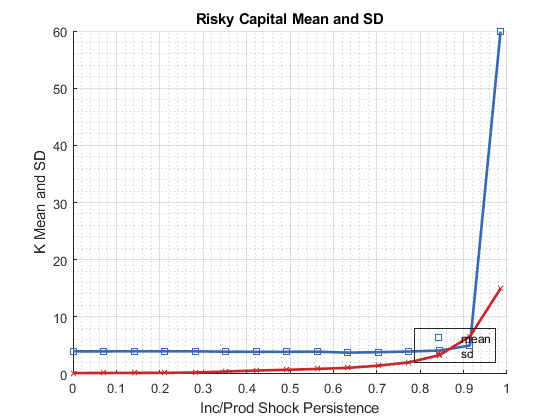 Risky Capital Mean and SD
K Mean and SD
60
50
40
30
20
10
0
mean
sd
0 0.1 0.2 0.3 0.4 0.5 0.6 0.7 0.8 0.9 1
Inc/Prod Shock Persistence